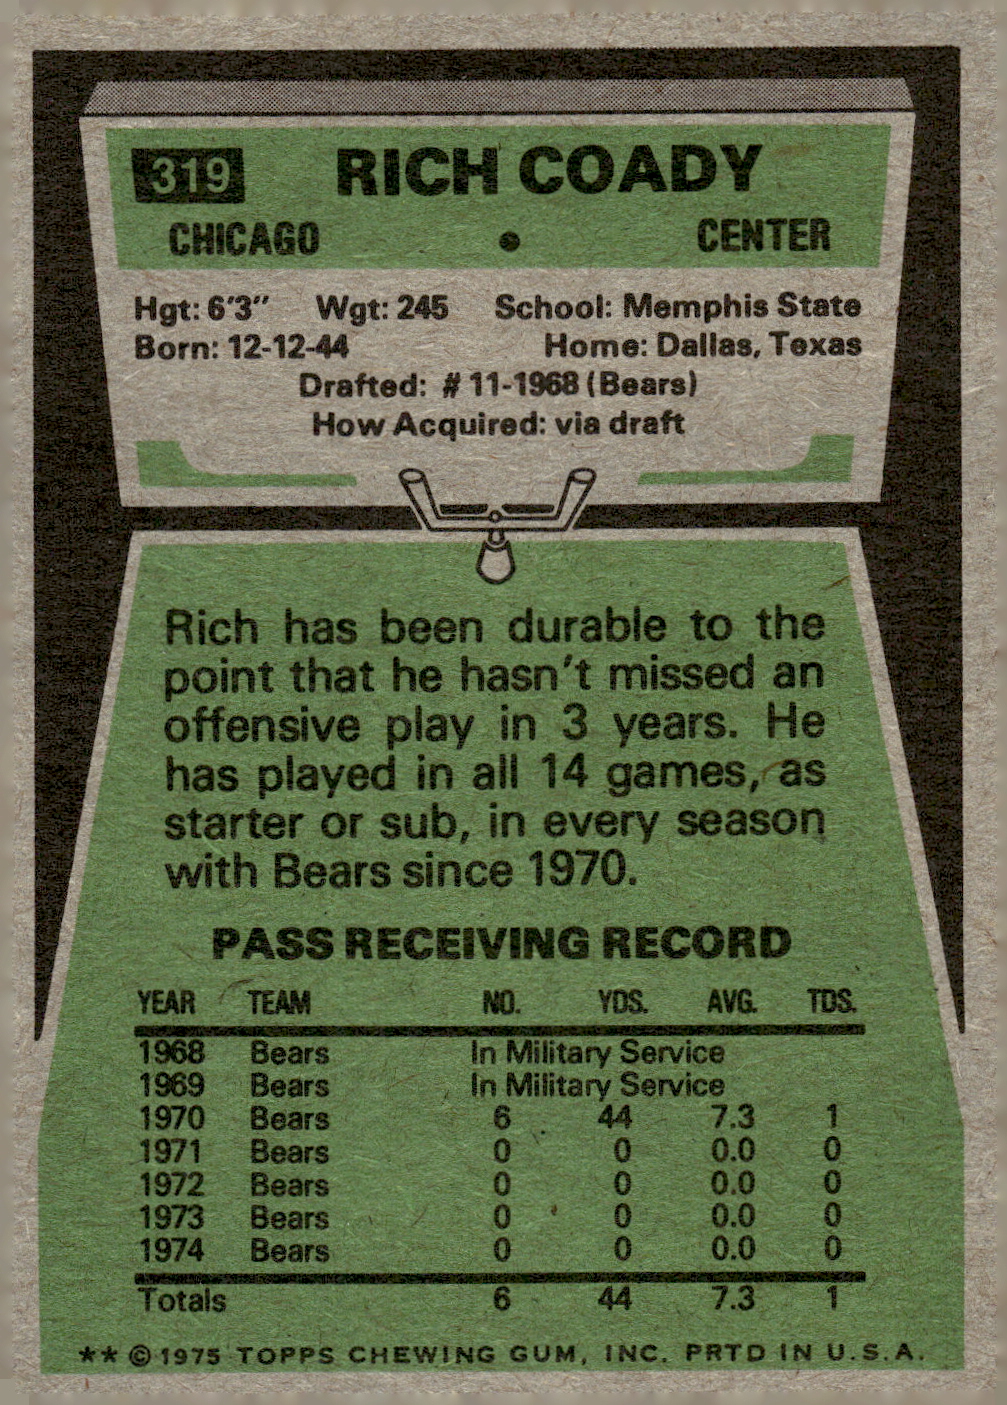 319 RICH COADY
CHICAGO • CENTER
Hgt: 6'3" Wgt: 245 School: Memphis State
Born: 12-12-44 Home: Dallas, Texas
Drafted: #11-1968 (Bears)
How Acquired: via draft
Rich has been durable to the
point that he hasn't missed an
offensive play in 3 years. He
has played in all 14 games, as
starter or sub, in every season
with Bears since 1970.
PASS RECEIVING RECORD
YEAR TEAM NO. YDS. AVG. TDS.
1968 Bears In Military Service
1969 Bears In Military Service
1970 Bears 6 44 7.3 1
1971 Bears 0 0 0.0 0
1972 Bears 0 0 0.0 0
1973 Bears 0 0 0.0 0
1974 Bears 0 0 0.0 0
Totals 6 44 7.3 1
** © 1975 TOPPS CHEWING GUM, INC. PRTD IN U.S.A.